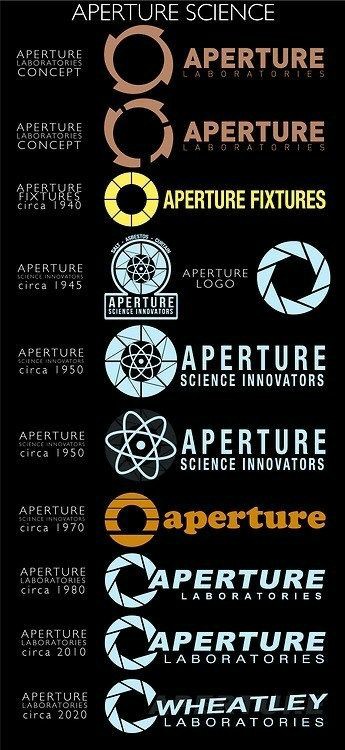 APERTURE SCIENCE
APERTURE
LABORATORIES
CONCEPT
APERTURE
LABORATORIES
APERTURE
LABORATORIES
CONCEPT
APERTURE
LABORATORIES
APERTURE
FIXTURES
circa 1940
APERTURE FIXTURES
APERTURE
SCIENCE INNOVATORS
circa 1945
SALT - ASBESTOS - CURTAIN
APERTURE
SCIENCE INNOVATORS
APERTURE
LOGO
APERTURE
SCIENCE INNOVATORS
circa 1950
APERTURE
SCIENCE INNOVATORS
APERTURE
SCIENCE INNOVATORS
circa 1950
APERTURE
SCIENCE INNOVATORS
APERTURE
SCIENCE INNOVATORS
circa 1970
aperture
APERTURE
LABORATORIES
circa 1980
APERTURE
LABORATORIES
APERTURE
LABORATORIES
circa 2010
APERTURE
LABORATORIES
APERTURE
LABORATORIES
circa 2020
WHEATLEY
LABORATORIES